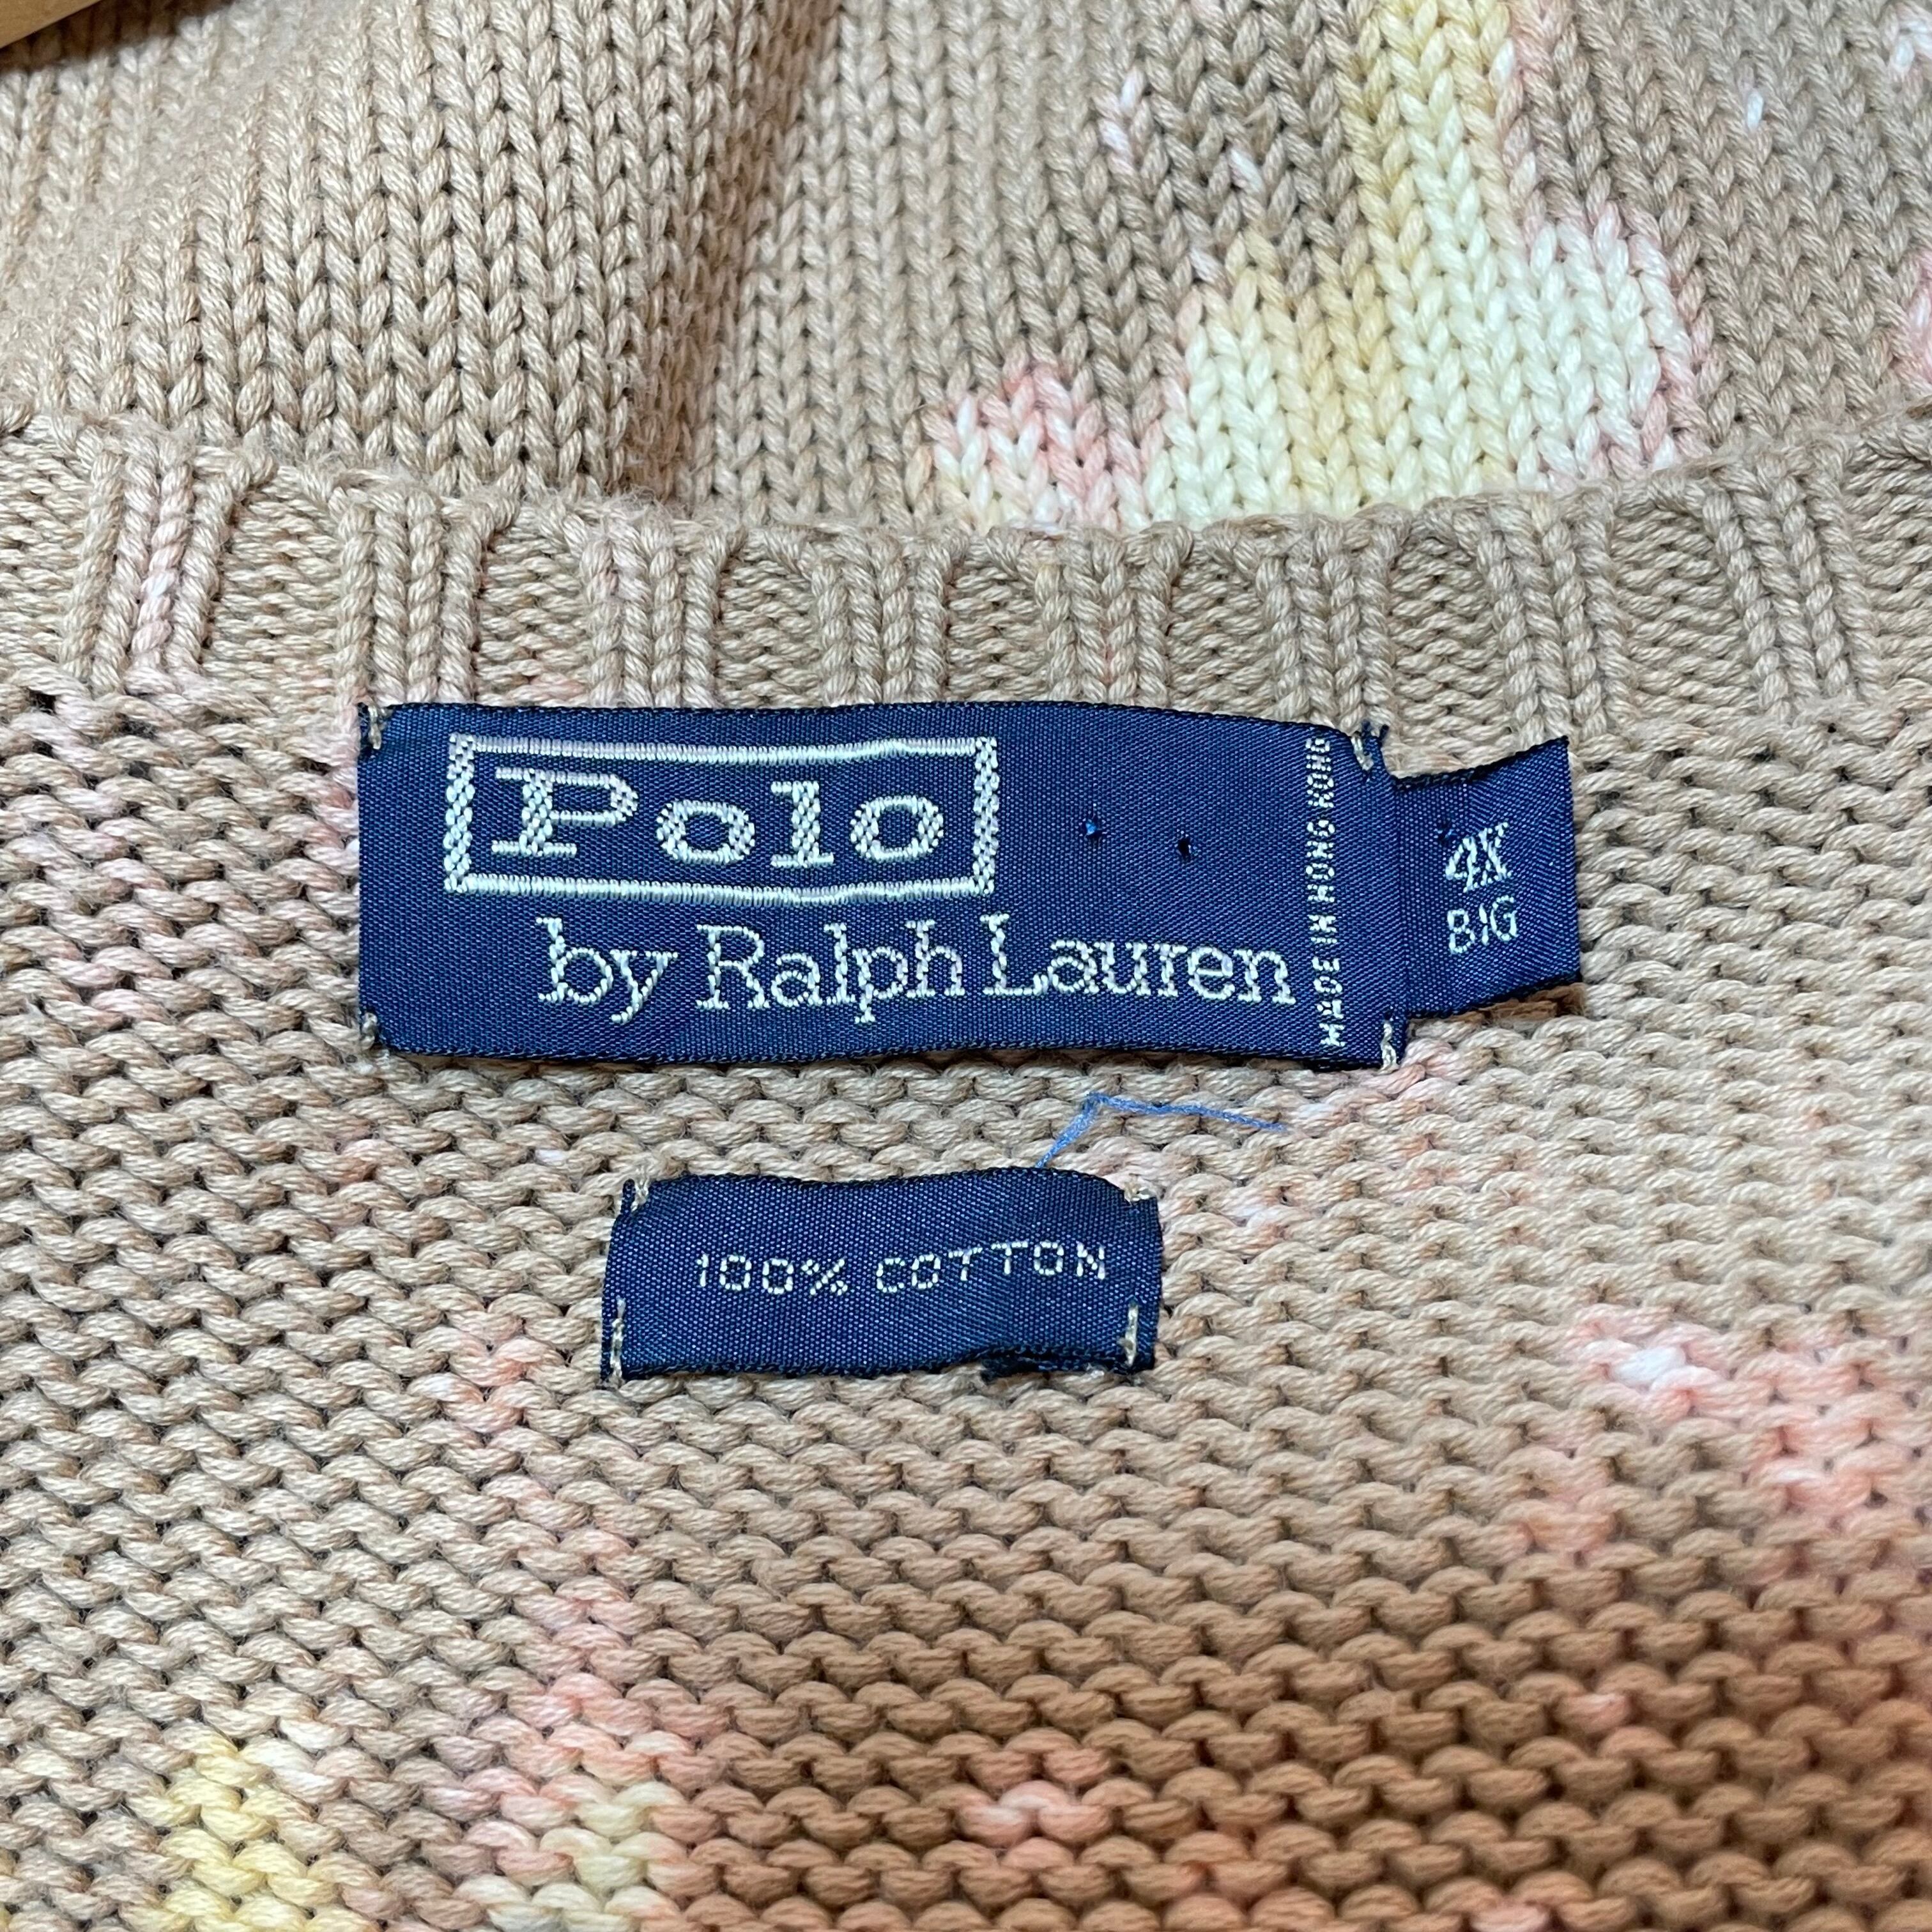 Polo
by Ralph Lauren
MADE IN HONG KONG
4X
BIG
100% COTTON